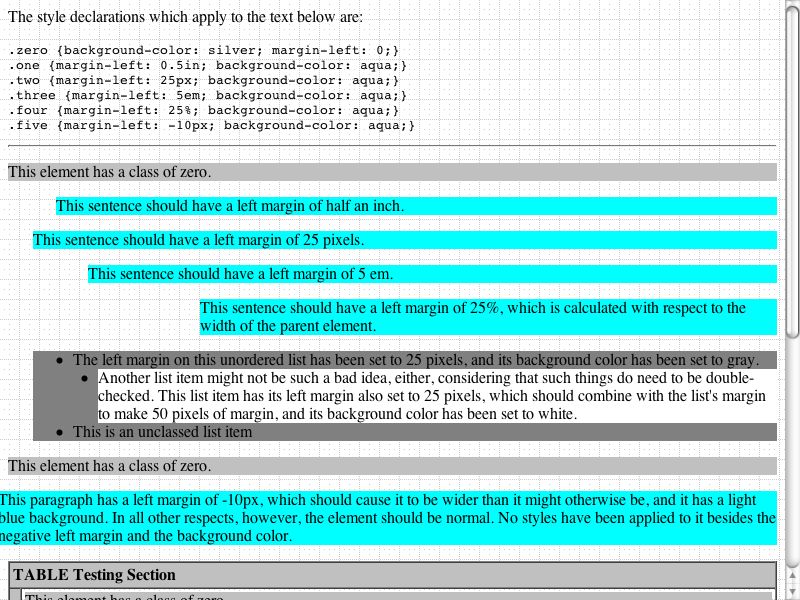 The style declarations which apply to the text below are:
.zero {background-color: silver; margin-left: 0;}
.one {margin-left: 0.5in; background-color: aqua;}
.two {margin-left: 25px; background-color: aqua;}
.three {margin-left: 5em; background-color: aqua;}
.four {margin-left: 25%; background-color: aqua;}
.five {margin-left: -10px; background-color: aqua;}
This element has a class of zero.
This sentence should have a left margin of half an inch.
This sentence should have a left margin of 25 pixels.
This sentence should have a left margin of 5 em.
This sentence should have a left margin of 25%, which is calculated with respect to the
width of the parent element.
• The left margin on this unordered list has been set to 25 pixels, and its background color has been set to gray.
• Another list item might not be such a bad idea, either, considering that such things do need to be double-
checked. This list item has its left margin also set to 25 pixels, which should combine with the list's margin
to make 50 pixels of margin, and its background color has been set to white.
• This is an unclassed list item
This element has a class of zero.
This paragraph has a left margin of -10px, which should cause it to be wider than it might otherwise be, and it has a light
blue background. In all other respects, however, the element should be normal. No styles have been applied to it besides the
negative left margin and the background color.
TABLE Testing Section
This element has a class of zero.